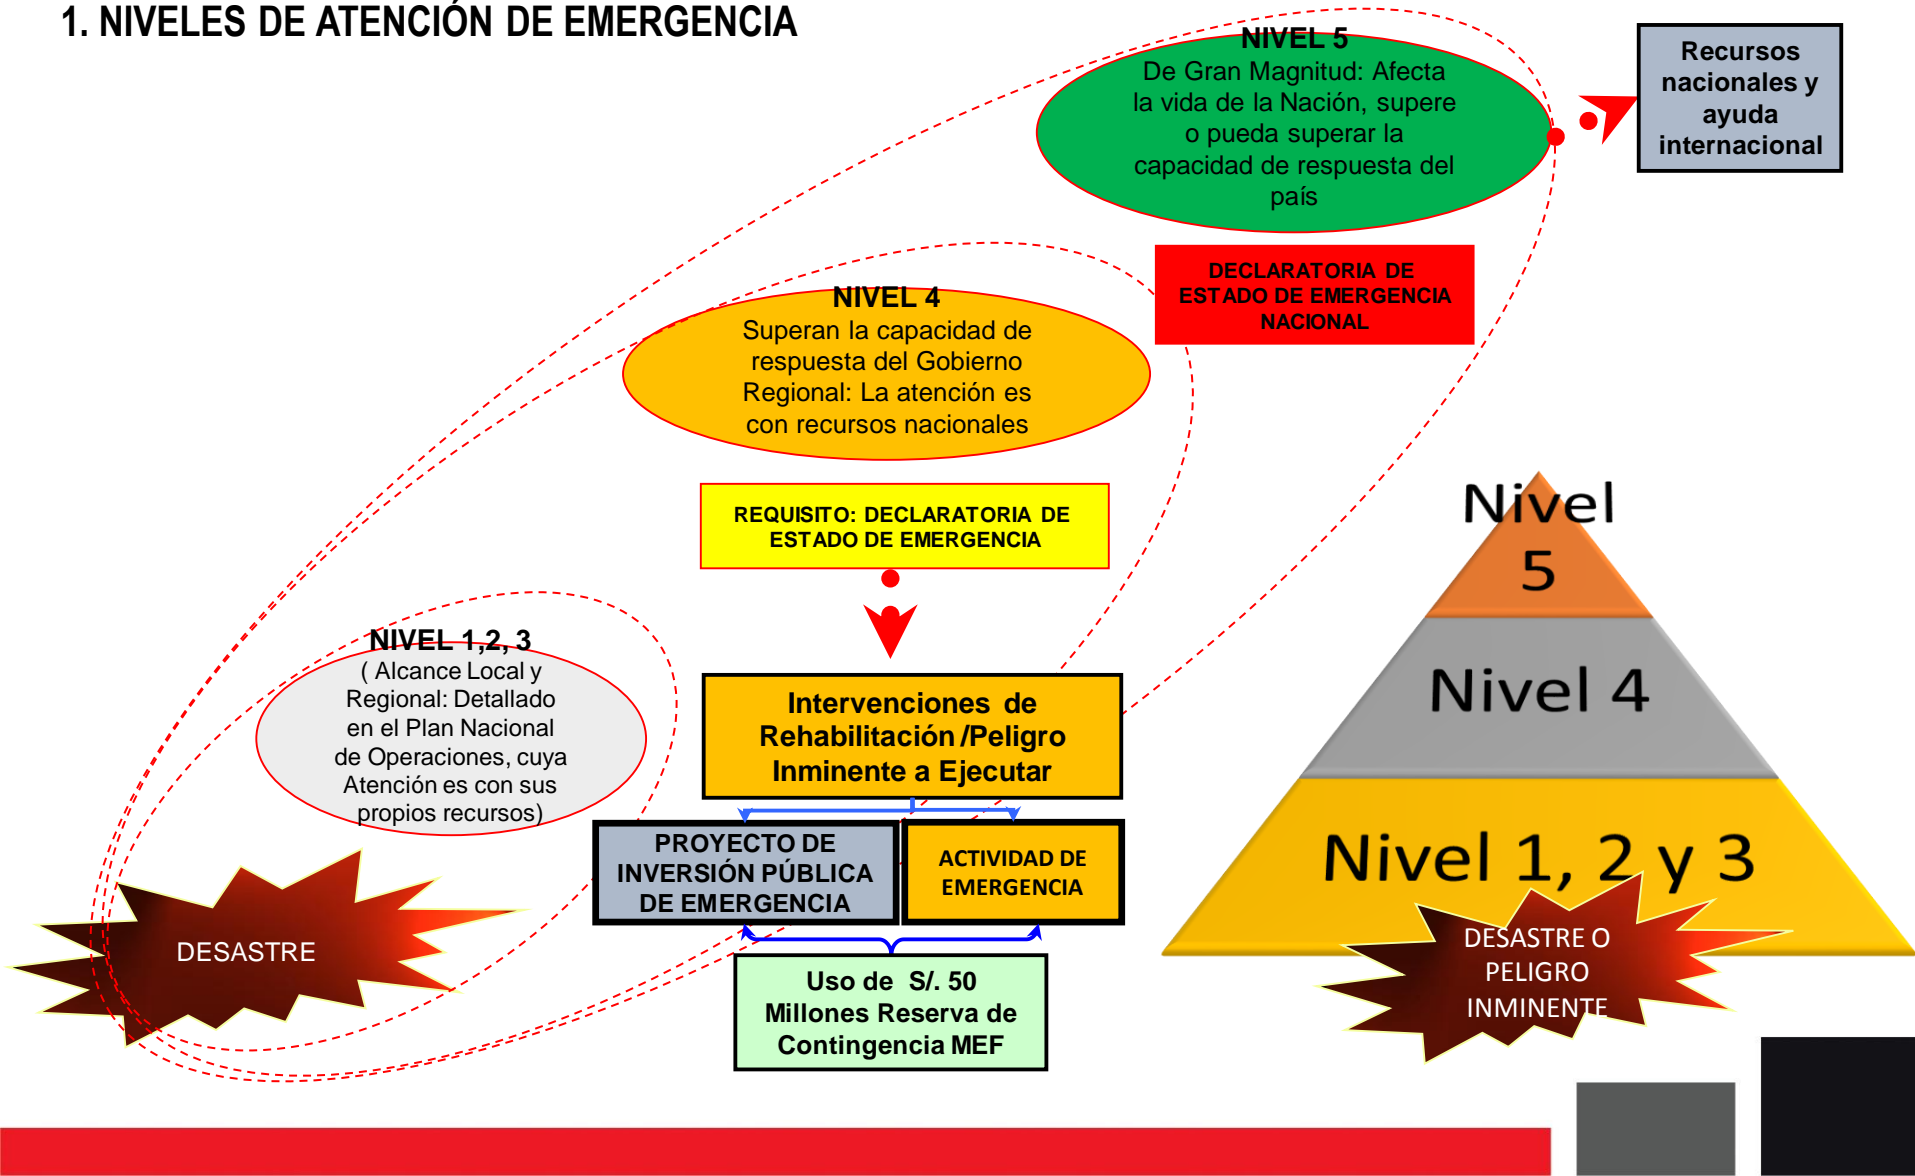 1. NIVELES DE ATENCIÓN DE EMERGENCIA
NIVEL 5
De Gran Magnitud: Afecta
la vida de la Nación, supere
o pueda superar la
capacidad de respuesta del
país
Recursos
nacionales y
ayuda
internacional
DECLARATORIA DE
ESTADO DE EMERGENCIA
NACIONAL
NIVEL 4
Superan la capacidad de
respuesta del Gobierno
Regional: La atención es
con recursos nacionales
REQUISITO: DECLARATORIA DE
ESTADO DE EMERGENCIA
NIVEL 1,2, 3
( Alcance Local y
Regional: Detallado
en el Plan Nacional
de Operaciones, cuya
Atención es con sus
propios recursos)
Intervenciones de
Rehabilitación /Peligro
Inminente a Ejecutar
PROYECTO DE
INVERSIÓN PÚBLICA
DE EMERGENCIA
ACTIVIDAD DE
EMERGENCIA
DESASTRE
Uso de S/. 50
Millones Reserva de
Contingencia MEF
Nivel
5
Nivel 4
Nivel 1, 2 y 3
DESASTRE O
PELIGRO
INMINENTE